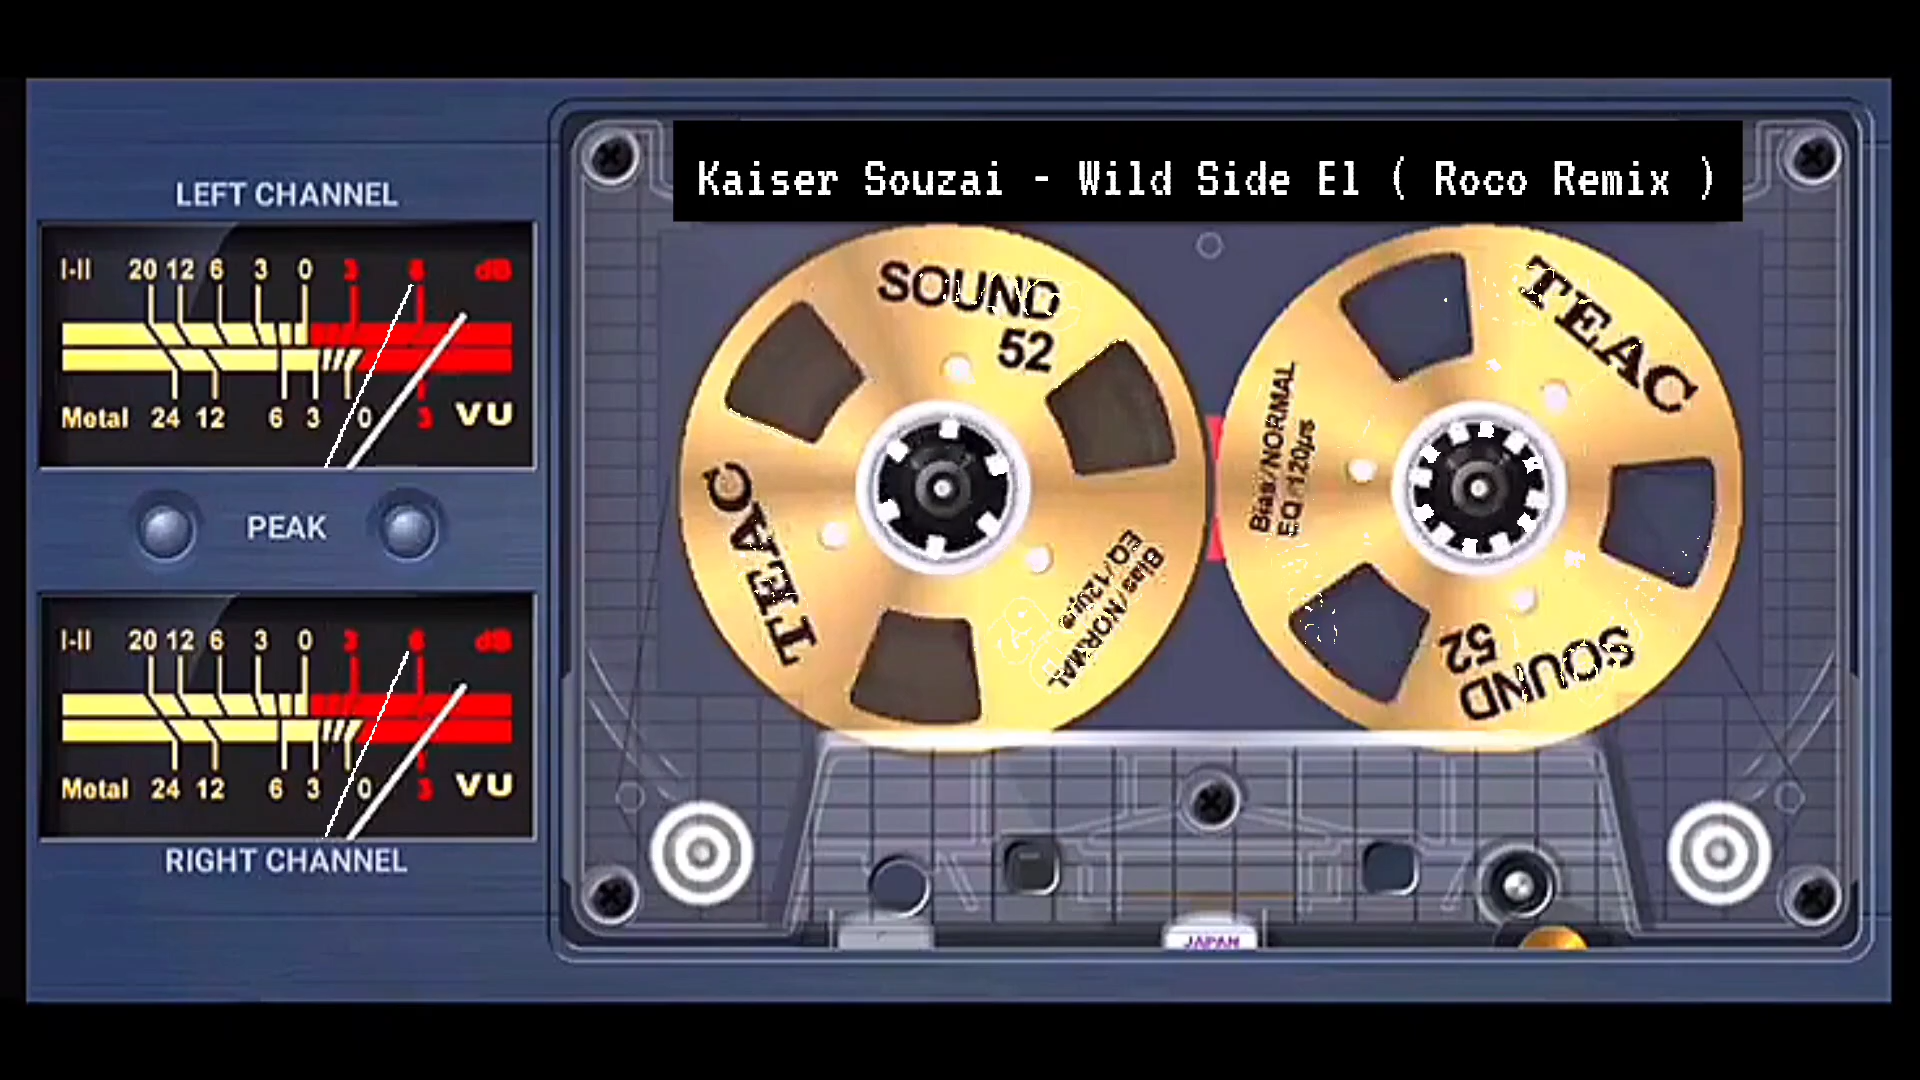 Kaiser Souzai - Wild Side El ( Roco Remix )
LEFT CHANNEL
I-II 20 12 6 3 0 3 6 dB
Metal 24 12 6 3 0 3 VU
PEAK
I-II 20 12 6 3 0 3 6 dB
Metal 24 12 6 3 0 3 VU
RIGHT CHANNEL
SOUND
52
TEAC
Bias/NORMAL
EQ/120µs
TEAC
Bias/NORMAL
EQ/120µs
SOUND
52
JAPAN